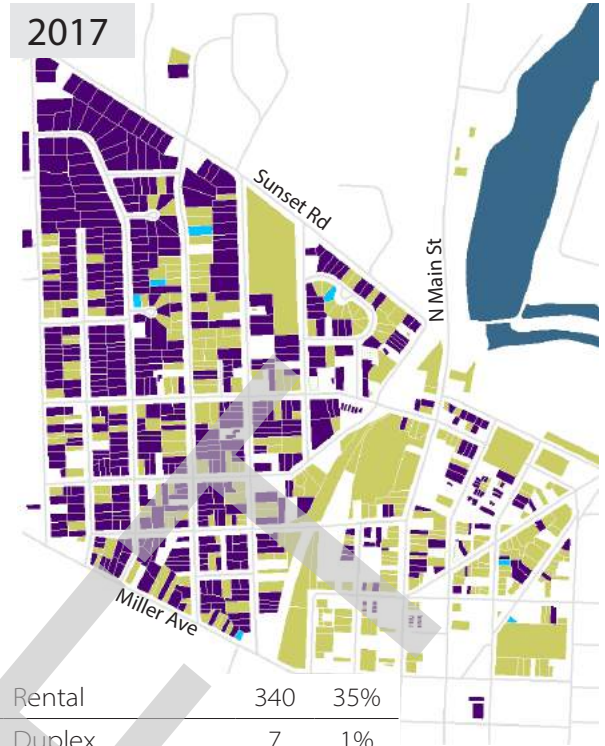 2017
Sunset Rd
N Main St
Miller Ave
Rental 340 35%
Duplex 7 1%